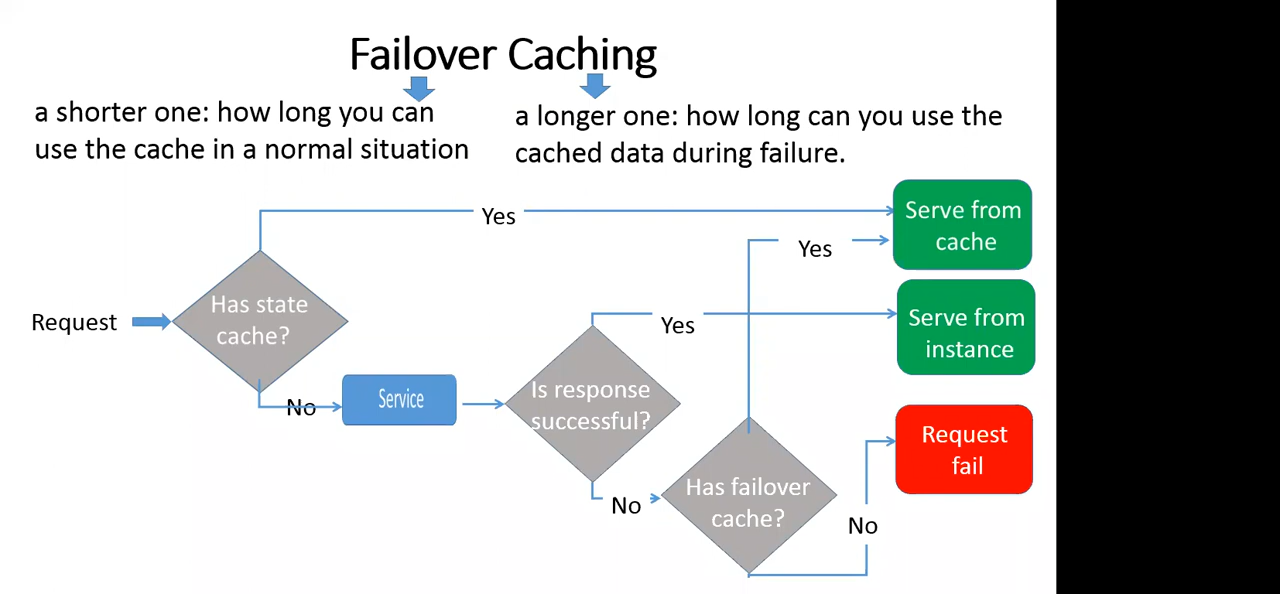 Failover Caching
a shorter one: how long you can
use the cache in a normal situation
a longer one: how long can you use the
cached data during failure.
Yes
Serve from
cache
Yes
Has state
cache?
Request
Yes
Serve from
instance
No
Service
Is response
successful?
Request
fail
No
Has failover
cache?
No